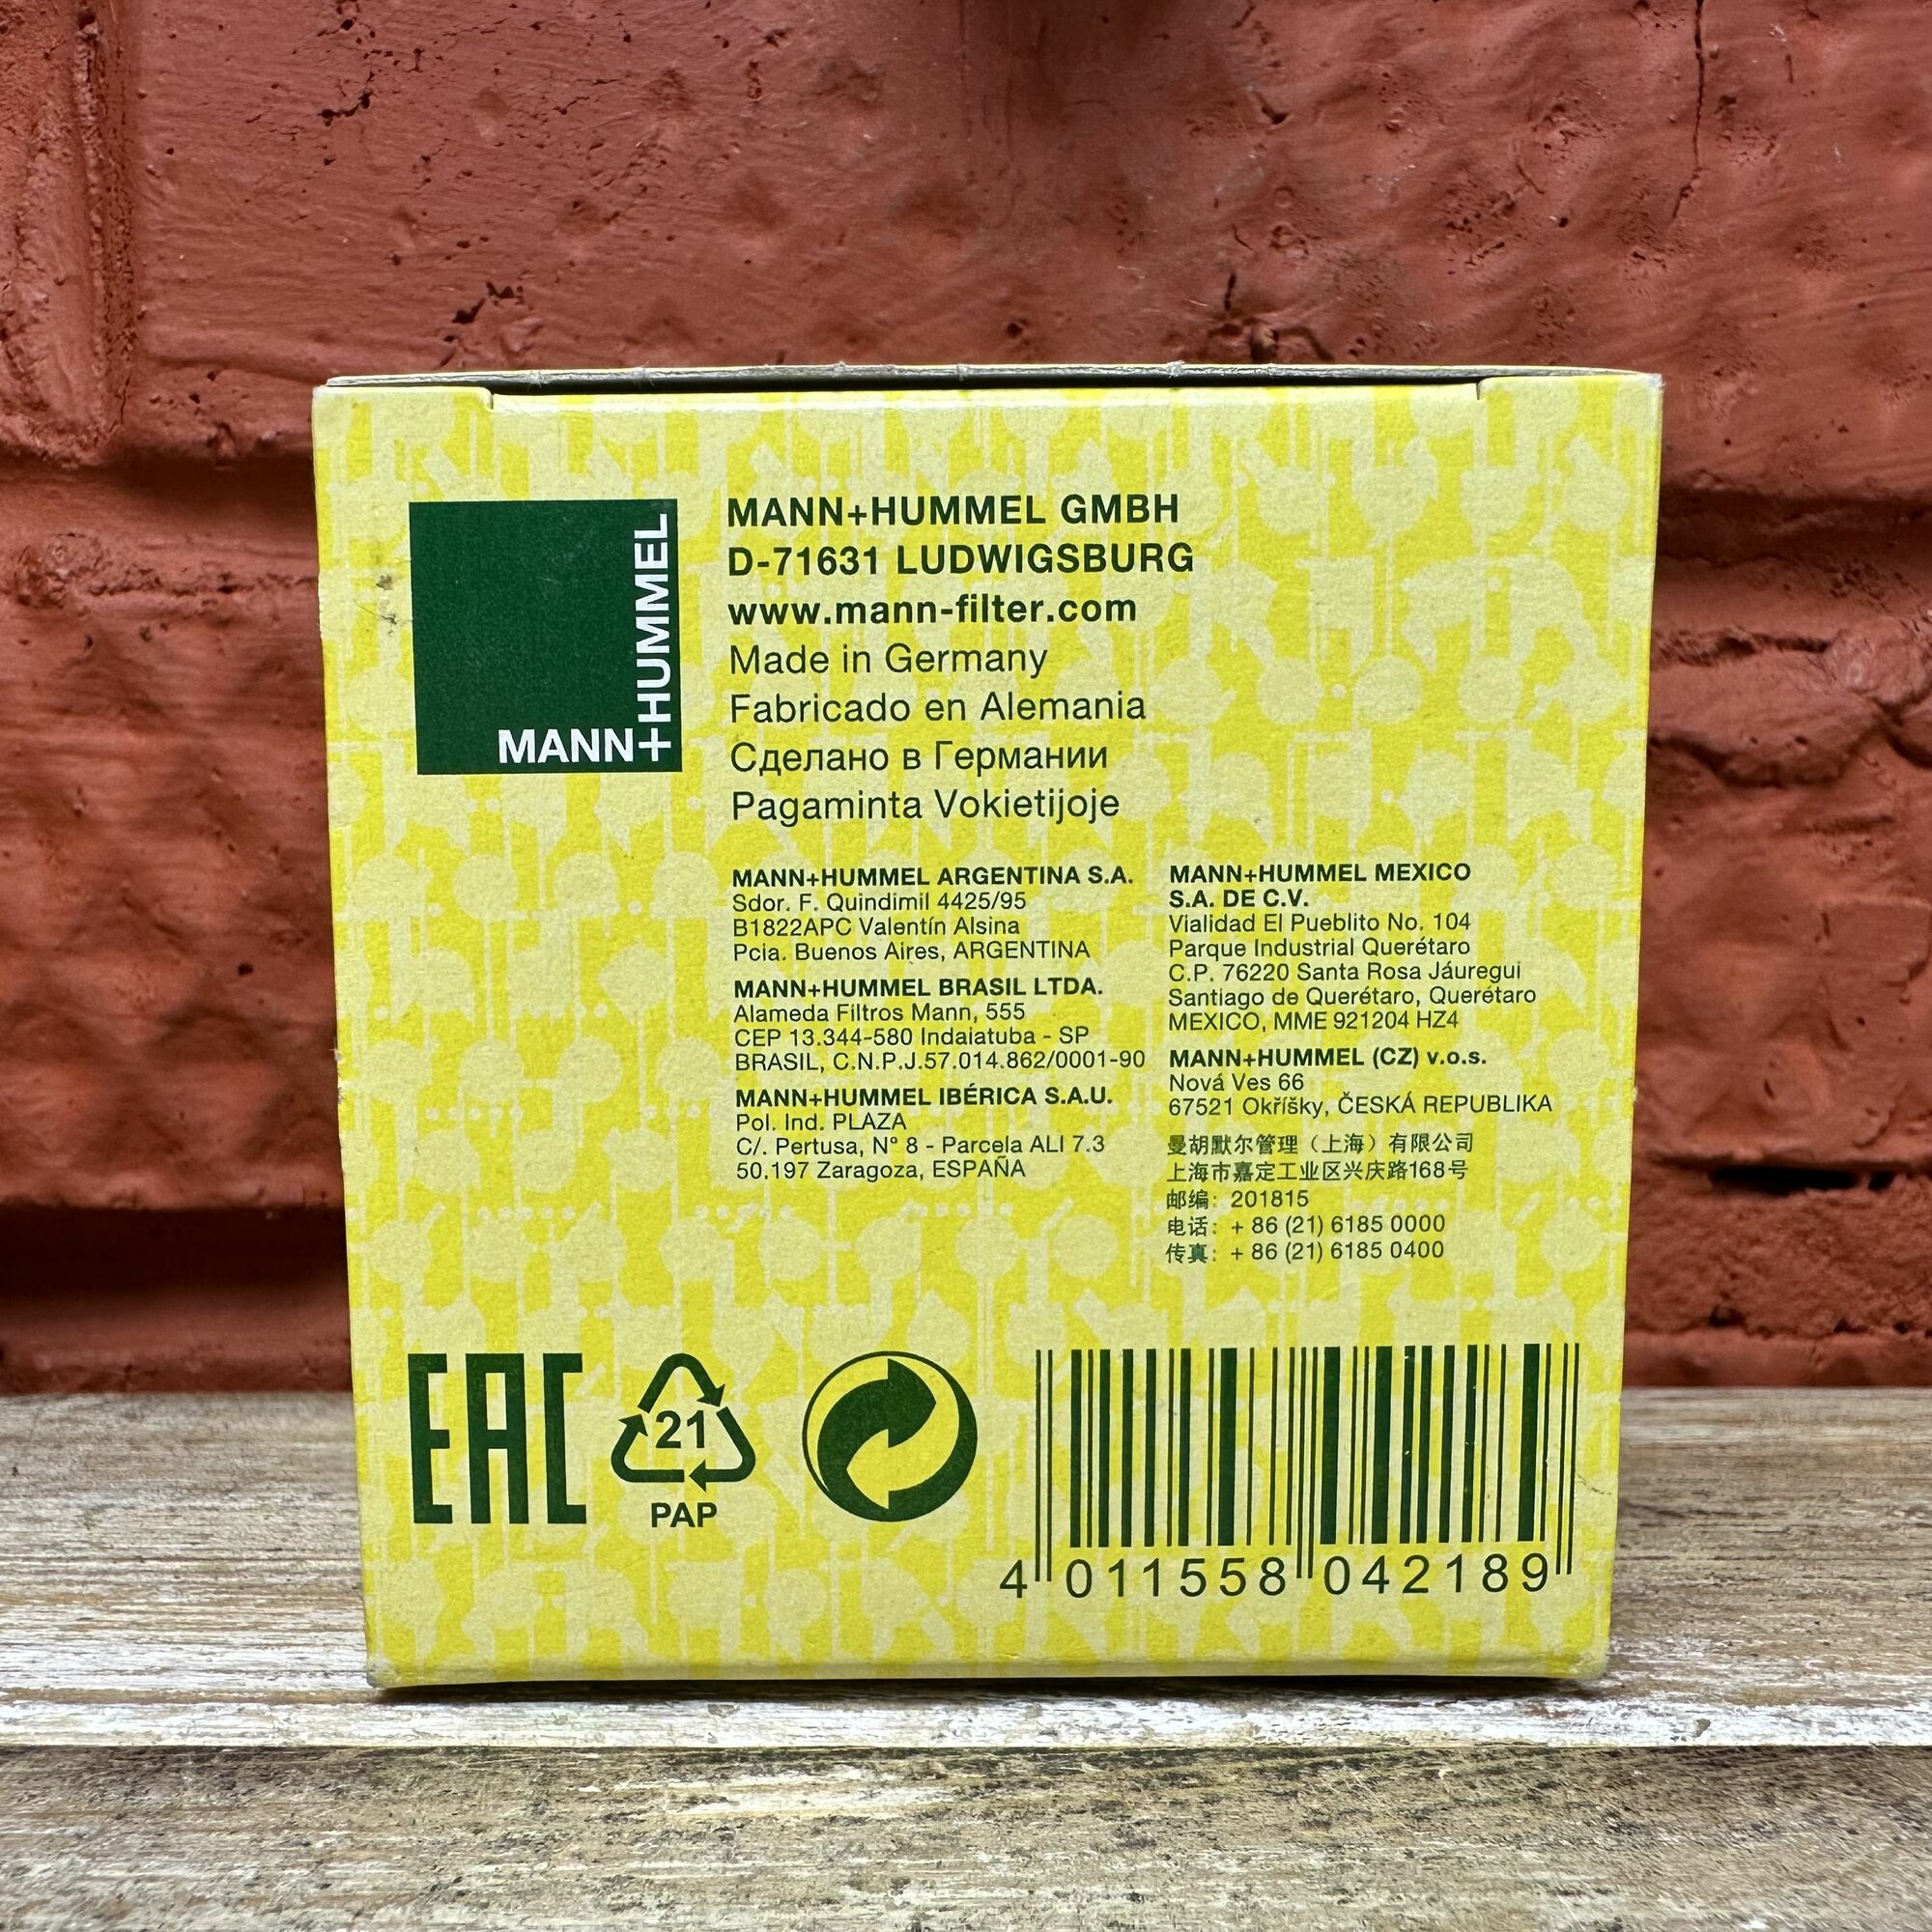 MANN+HUMMEL
MANN+HUMMEL GMBH
D-71631 LUDWIGSBURG
www.mann-filter.com
Made in Germany
Fabricado en Alemania
Сделано в Германии
Pagaminta Vokietijoje
MANN+HUMMEL ARGENTINA S.A.
Sdor. F. Quindimil 4425/95
B1822APC Valentín Alsina
Pcia. Buenos Aires, ARGENTINA
MANN+HUMMEL BRASIL LTDA.
Alameda Filtros Mann, 555
CEP 13.344-580 Indaiatuba - SP
BRASIL, C.N.P.J.57.014.862/0001-90
MANN+HUMMEL IBÉRICA S.A.U.
Pol. Ind. PLAZA
C/. Pertusa, Nº 8 - Parcela ALI 7.3
50.197 Zaragoza, ESPAÑA
MANN+HUMMEL MEXICO
S.A. DE C.V.
Vialidad El Pueblito No. 104
Parque Industrial Querétaro
C.P. 76220 Santa Rosa Jáuregui
Santiago de Querétaro, Querétaro
MEXICO, MME 921204 HZ4
MANN+HUMMEL (CZ) v.o.s.
Nová Ves 66
67521 Okříšky, ČESKÁ REPUBLIKA
曼胡默尔管理（上海）有限公司
上海市嘉定工业区兴庆路168号
邮编: 201815
电话: + 86 (21) 6185 0000
传真: + 86 (21) 6185 0400
EAC
21
PAP
4 011558 042189